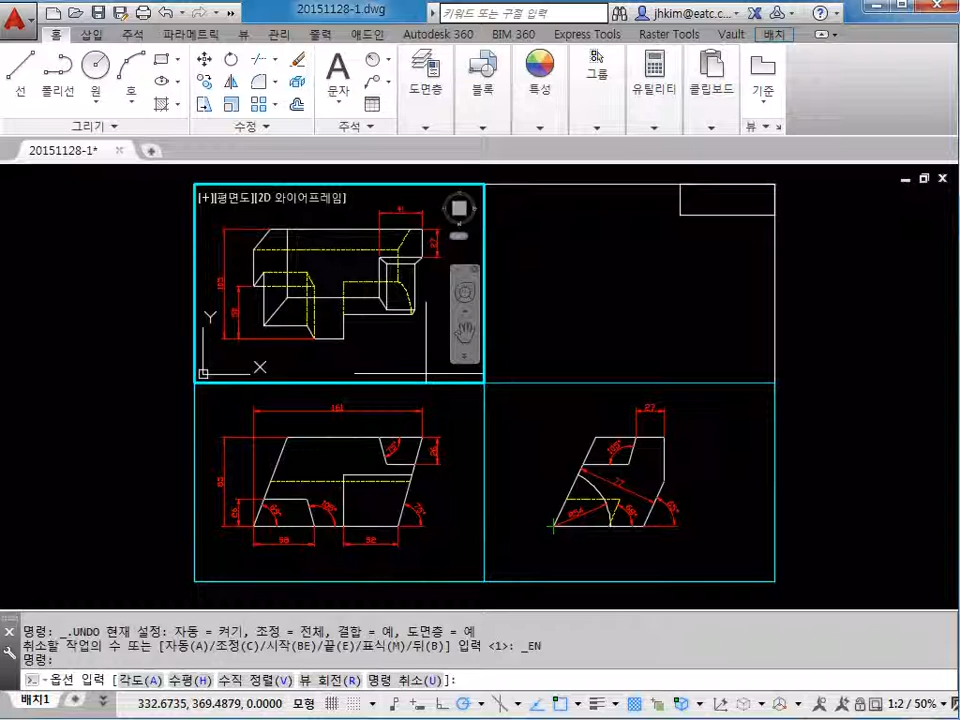 20151128-1.dwg
키워드 또는 구절 입력
jhkim@eatc.c...
홈 삽입 주석 파라메트릭 뷰 관리 출력 애드인 Autodesk 360 BIM 360 Express Tools Raster Tools Vault 배치
선 폴리선 원 호
문자
도면층 블록 특성 그룹 유틸리티 클립보드 기준
그리기 수정 주석 뷰
20151128-1*
[+][평면도][2D 와이어프레임]
27
Y
X
161
27
26
77
58
92
명령: _.UNDO 현재 설정: 자동 = 켜기, 조정 = 전체, 결합 = 예, 도면층 = 예
취소할 작업의 수 또는 [자동(A)/조정(C)/시작(BE)/끝(E)/표식(M)/뒤(B)] 입력 <1>: _EN
명령:
옵션 입력 [각도(A) 수평(H) 수직 정렬(V) 뷰 회전(R) 명령 취소(U)]:
배치1
332.6735, 369.4879, 0.0000 모형
1:2 / 50%